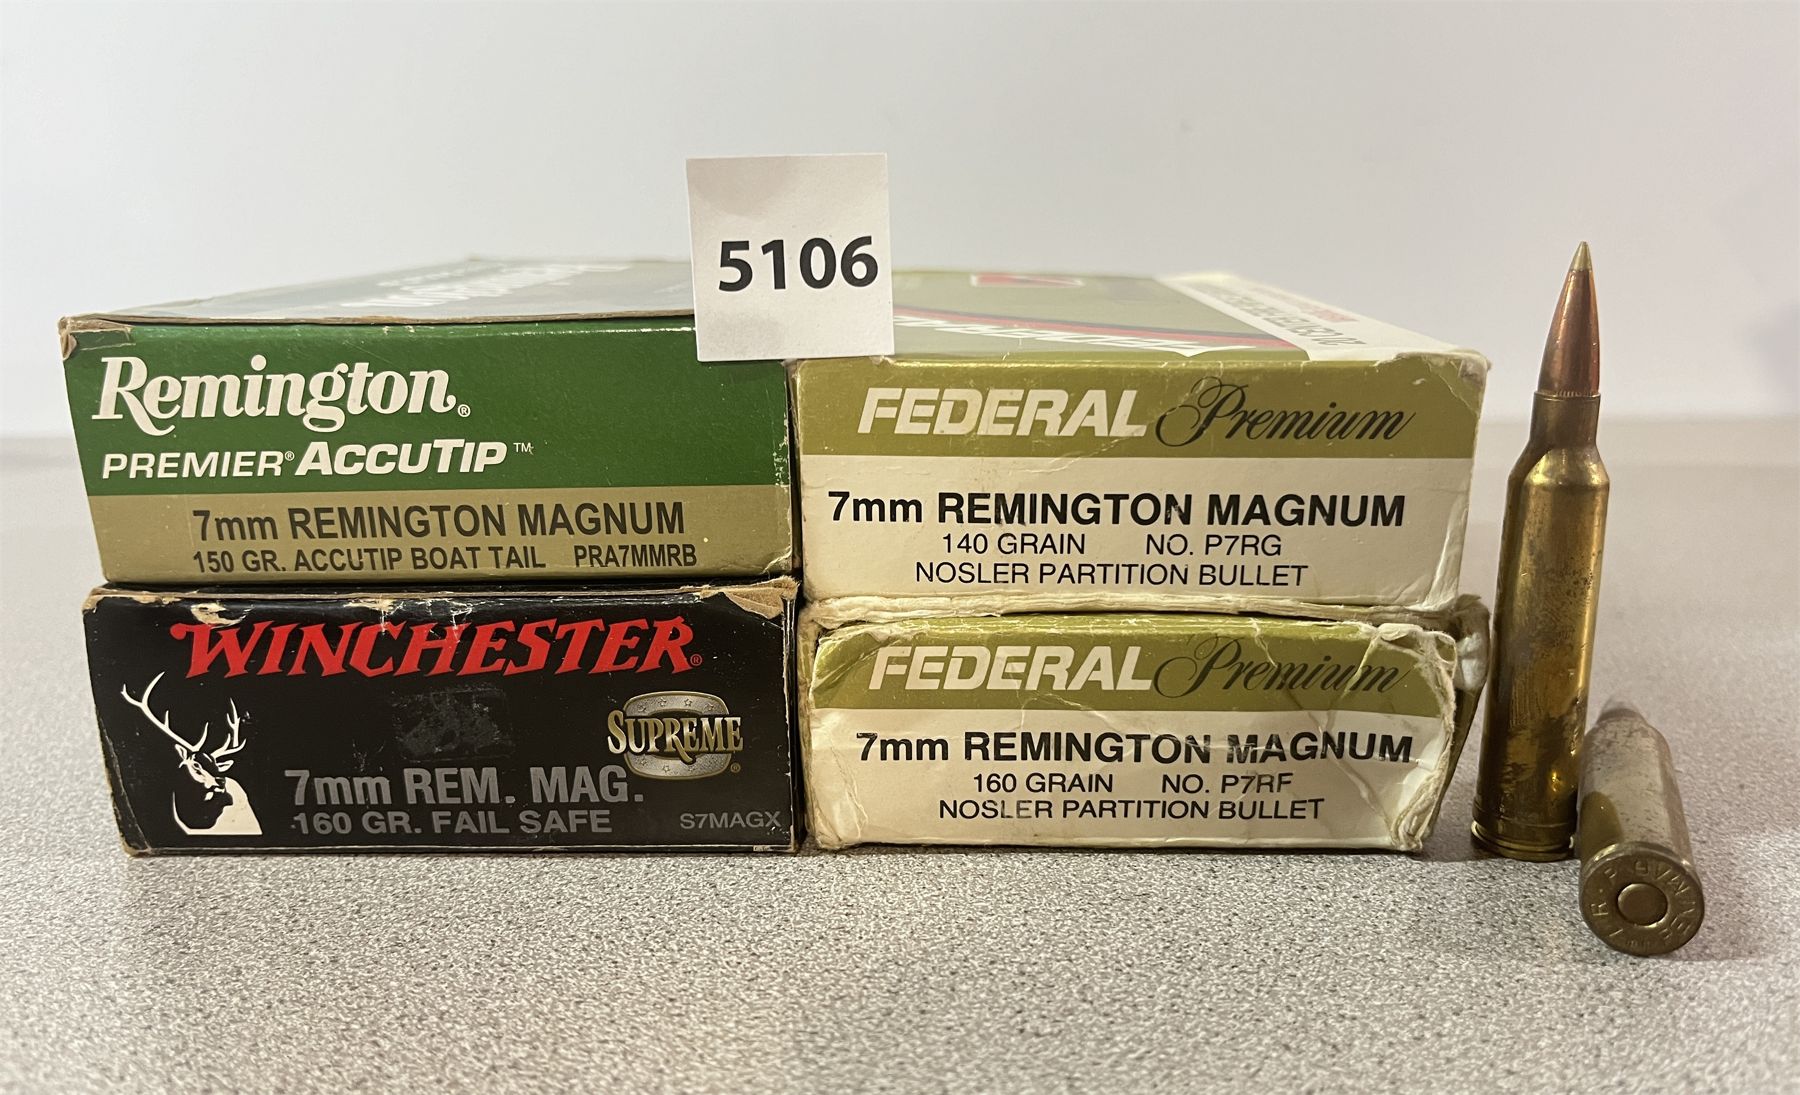 5106
Remington®
PREMIER® ACCUTIP™
7mm REMINGTON MAGNUM
150 GR. ACCUTIP BOAT TAIL PRA7MMRB
WINCHESTER®
SUPREME®
7mm REM. MAG.
160 GR. FAIL SAFE S7MAGX
FEDERAL
FEDERAL Premium
7mm REMINGTON MAGNUM
140 GRAIN NO. P7RG
NOSLER PARTITION BULLET
FEDERAL Premium
7mm REMINGTON MAGNUM
160 GRAIN NO. P7RF
NOSLER PARTITION BULLET